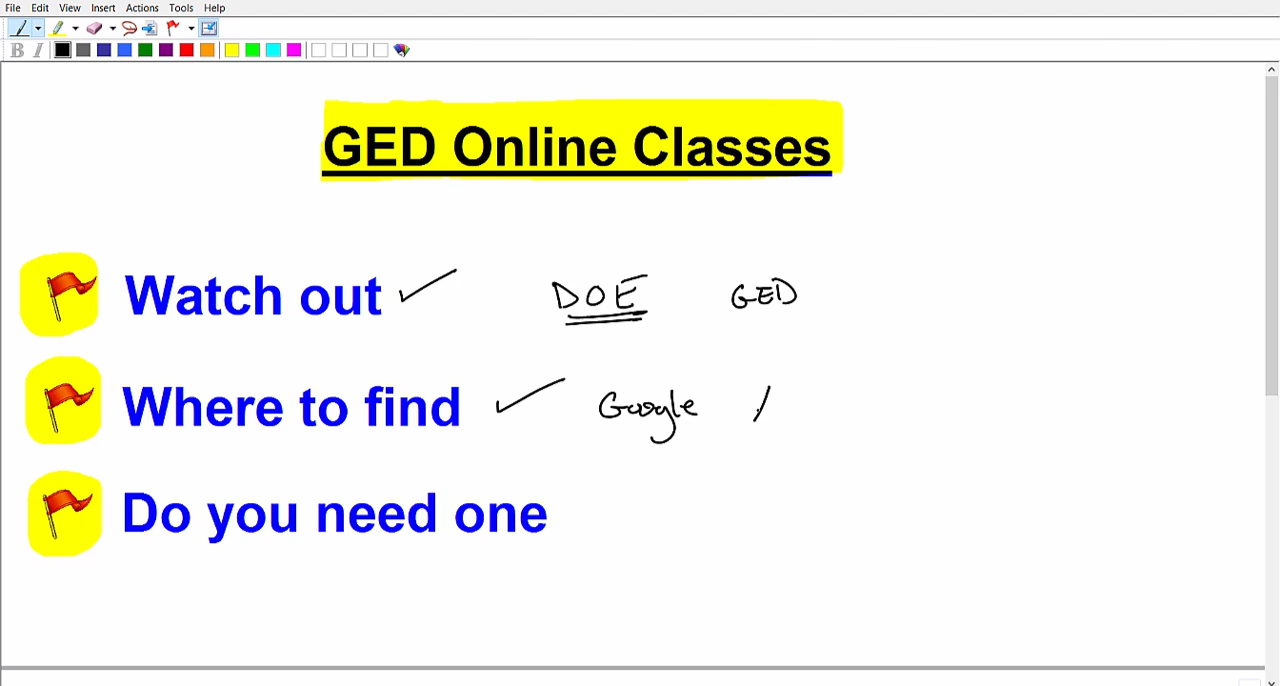 File Edit View Insert Actions Tools Help
B I
GED Online Classes
Watch out DOE GED
Where to find Google /
Do you need one